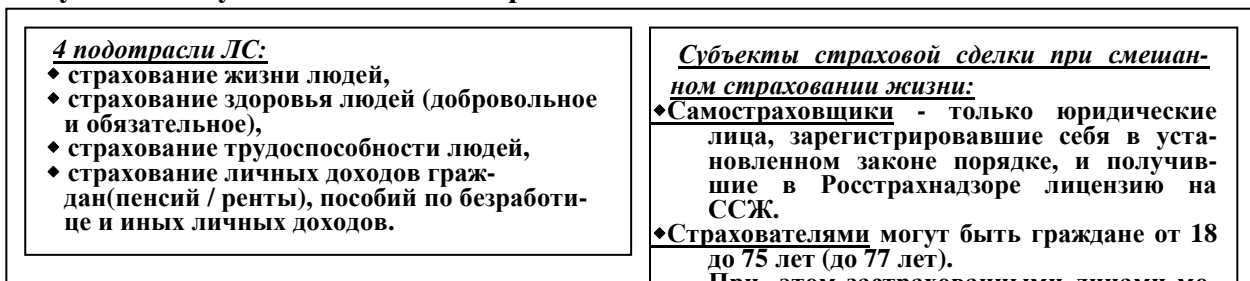 4 подотрасли ЛС:
◆ страхование жизни людей,
◆ страхование здоровья людей (добровольное
и обязательное),
◆ страхование трудоспособности людей,
◆ страхование личных доходов граж-
дан(пенсий / ренты), пособий по безработи-
це и иных личных доходов.
Субъекты страховой сделки при смешан-
ном страховании жизни:
◆Самостраховщики - только юридические
лица, зарегистрировавшие себя в уста-
новленном законе порядке, и получив-
шие в Росстрахнадзоре лицензию на
ССЖ.
◆Страхователями могут быть граждане от 18
до 75 лет (до 77 лет).